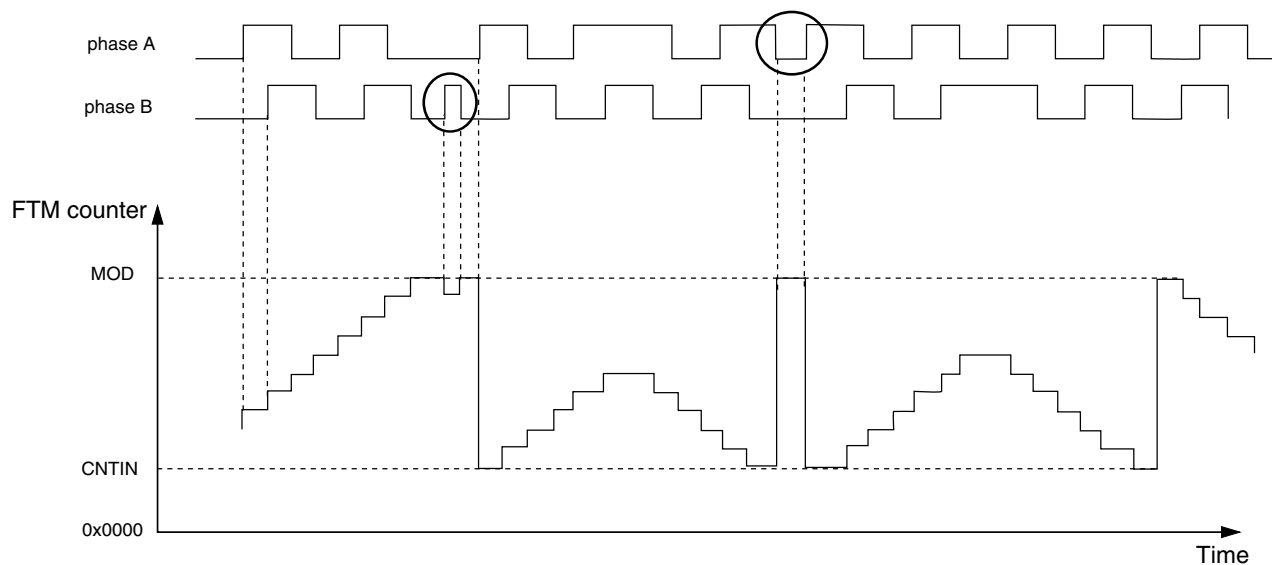 phase A
phase B
FTM counter
MOD
CNTIN
0x0000
Time